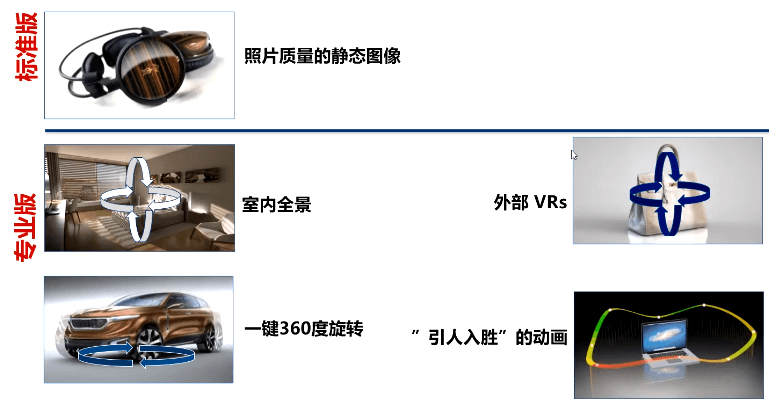 标准版
照片质量的静态图像
专业版
室内全景
外部 VRs
一键360度旋转
”引人入胜”的动画